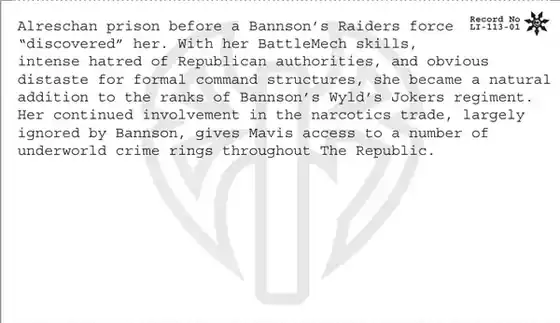 Alreschan prison before a Bannson’s Raiders force
Record No
LI-113-01
“discovered” her. With her BattleMech skills,
intense hatred of Republican authorities, and obvious
distaste for formal command structures, she became a natural
addition to the ranks of Bannson’s Wyld’s Jokers regiment.
Her continued involvement in the narcotics trade, largely
ignored by Bannson, gives Mavis access to a number of
underworld crime rings throughout The Republic.